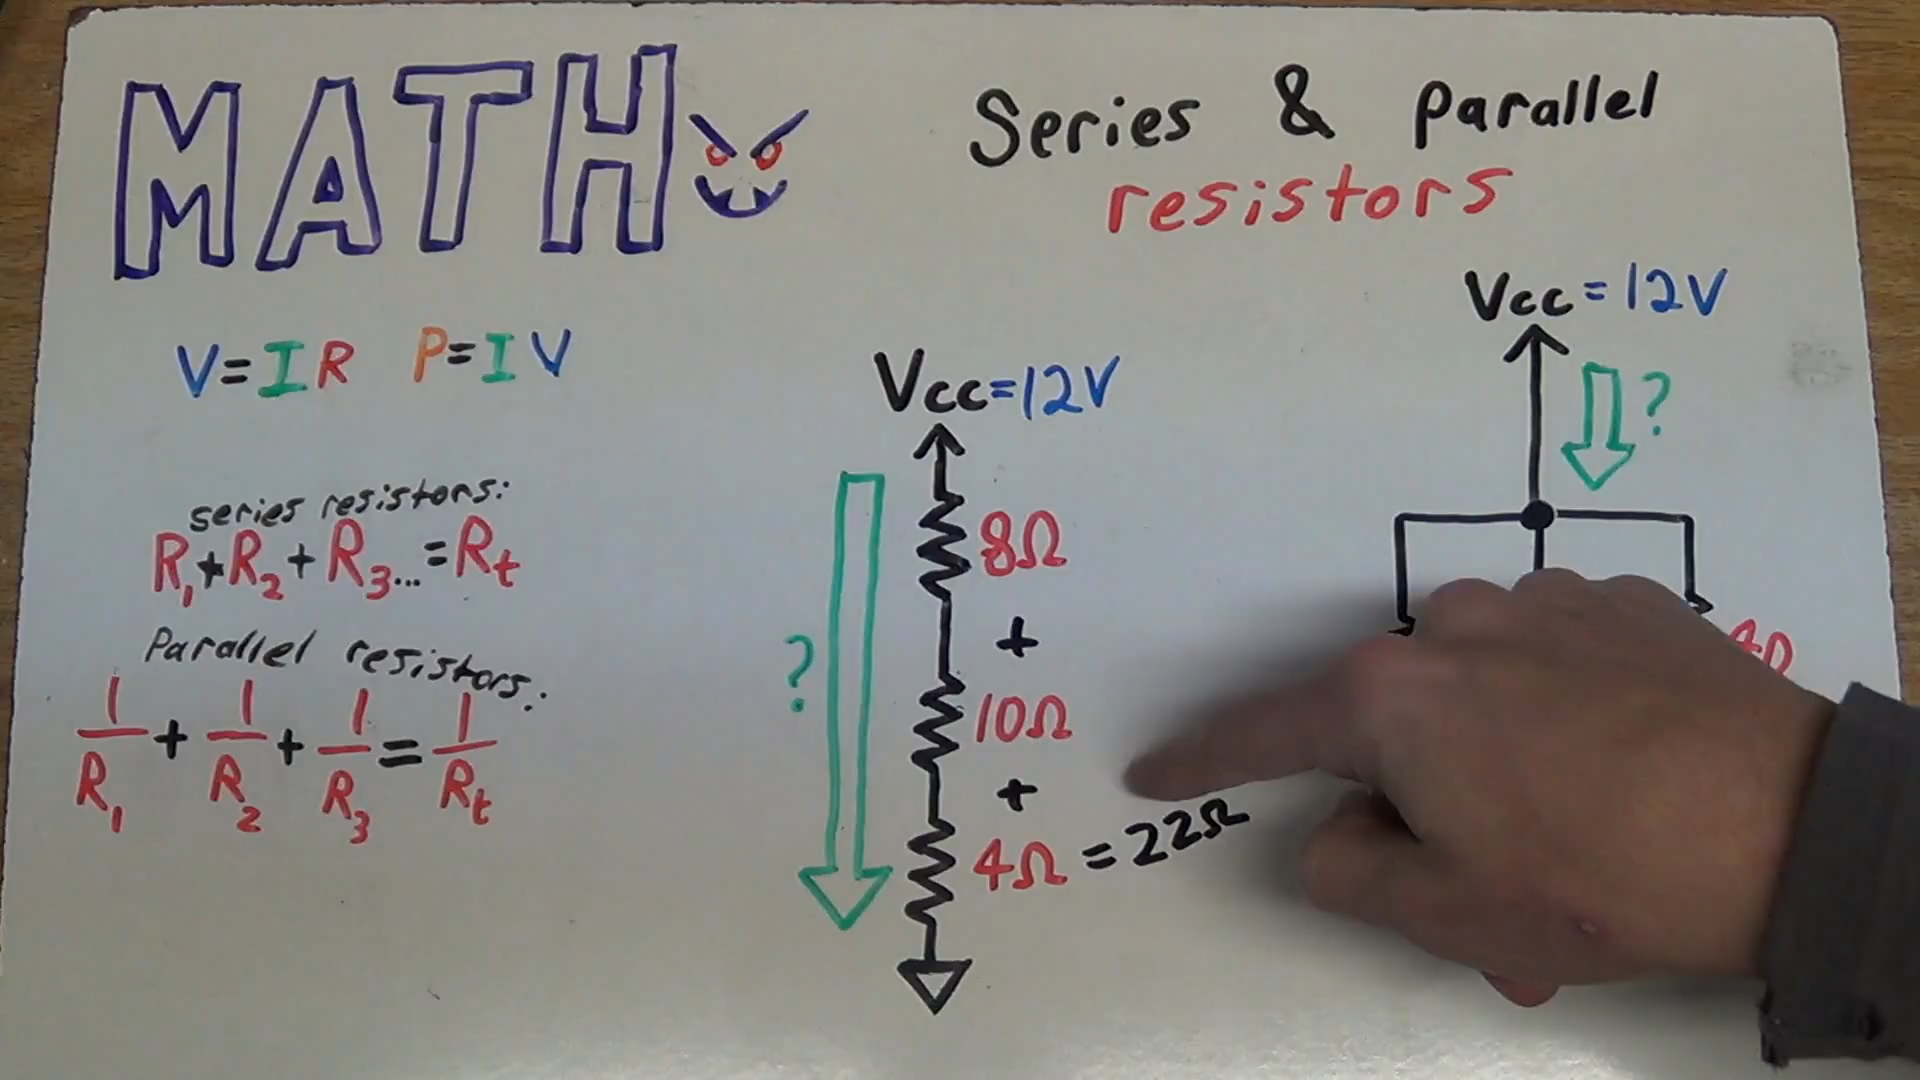 MATH
Series & parallel
resistors
V=IR P=IV
series resistors:
R1+R2+R3...=Rt
Parallel resistors:
1/R1+1/R2+1/R3=1/Rt
Vcc=12V
?
8Ω
+
10Ω
+
4Ω=22Ω
Vcc=12V
?
4Ω